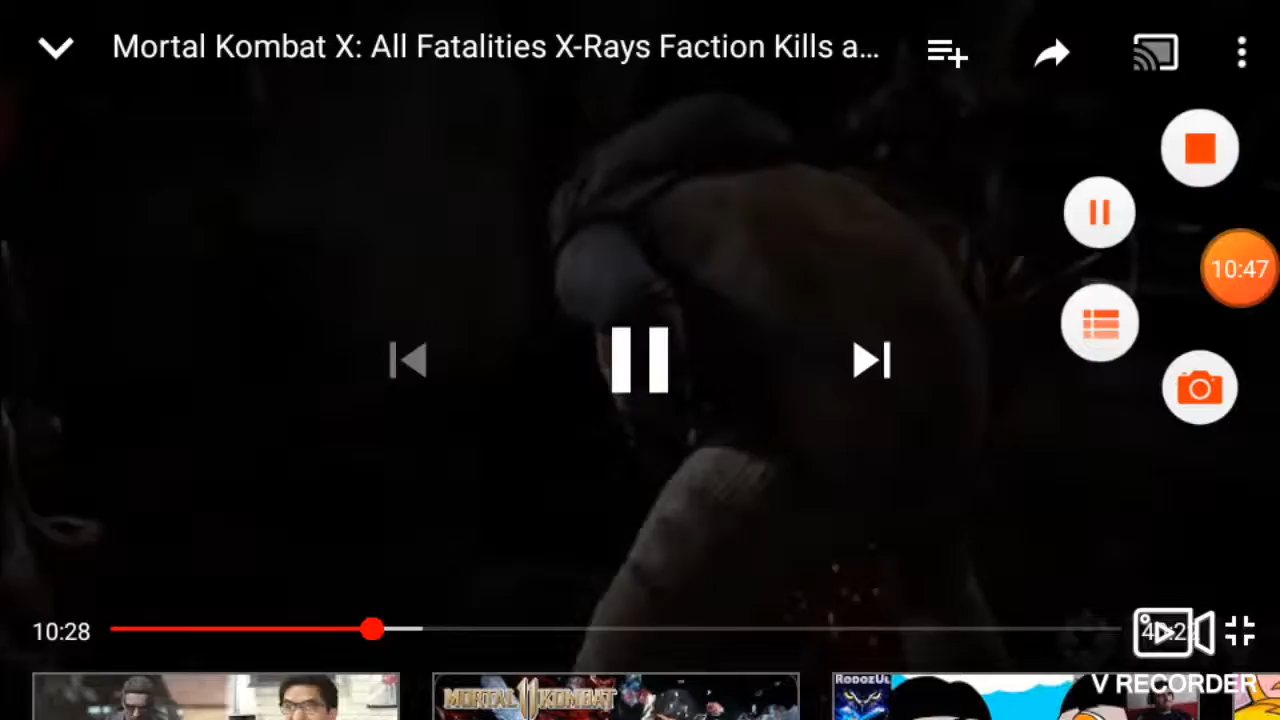 Mortal Kombat X: All Fatalities X-Rays Faction Kills a...
10:47
10:28
V RECORDER
MORTAL KOMBAT